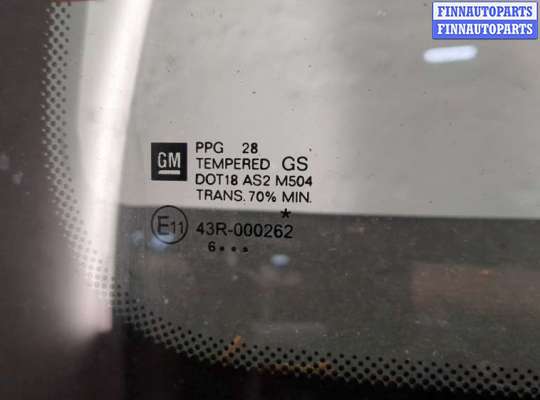 FINNAUTOPARTS
FINNAUTOPARTS
GM
PPG 28
TEMPERED GS
DOT18 AS2 M504
TRANS. 70% MIN.
*
E11 43R-000262
6•••